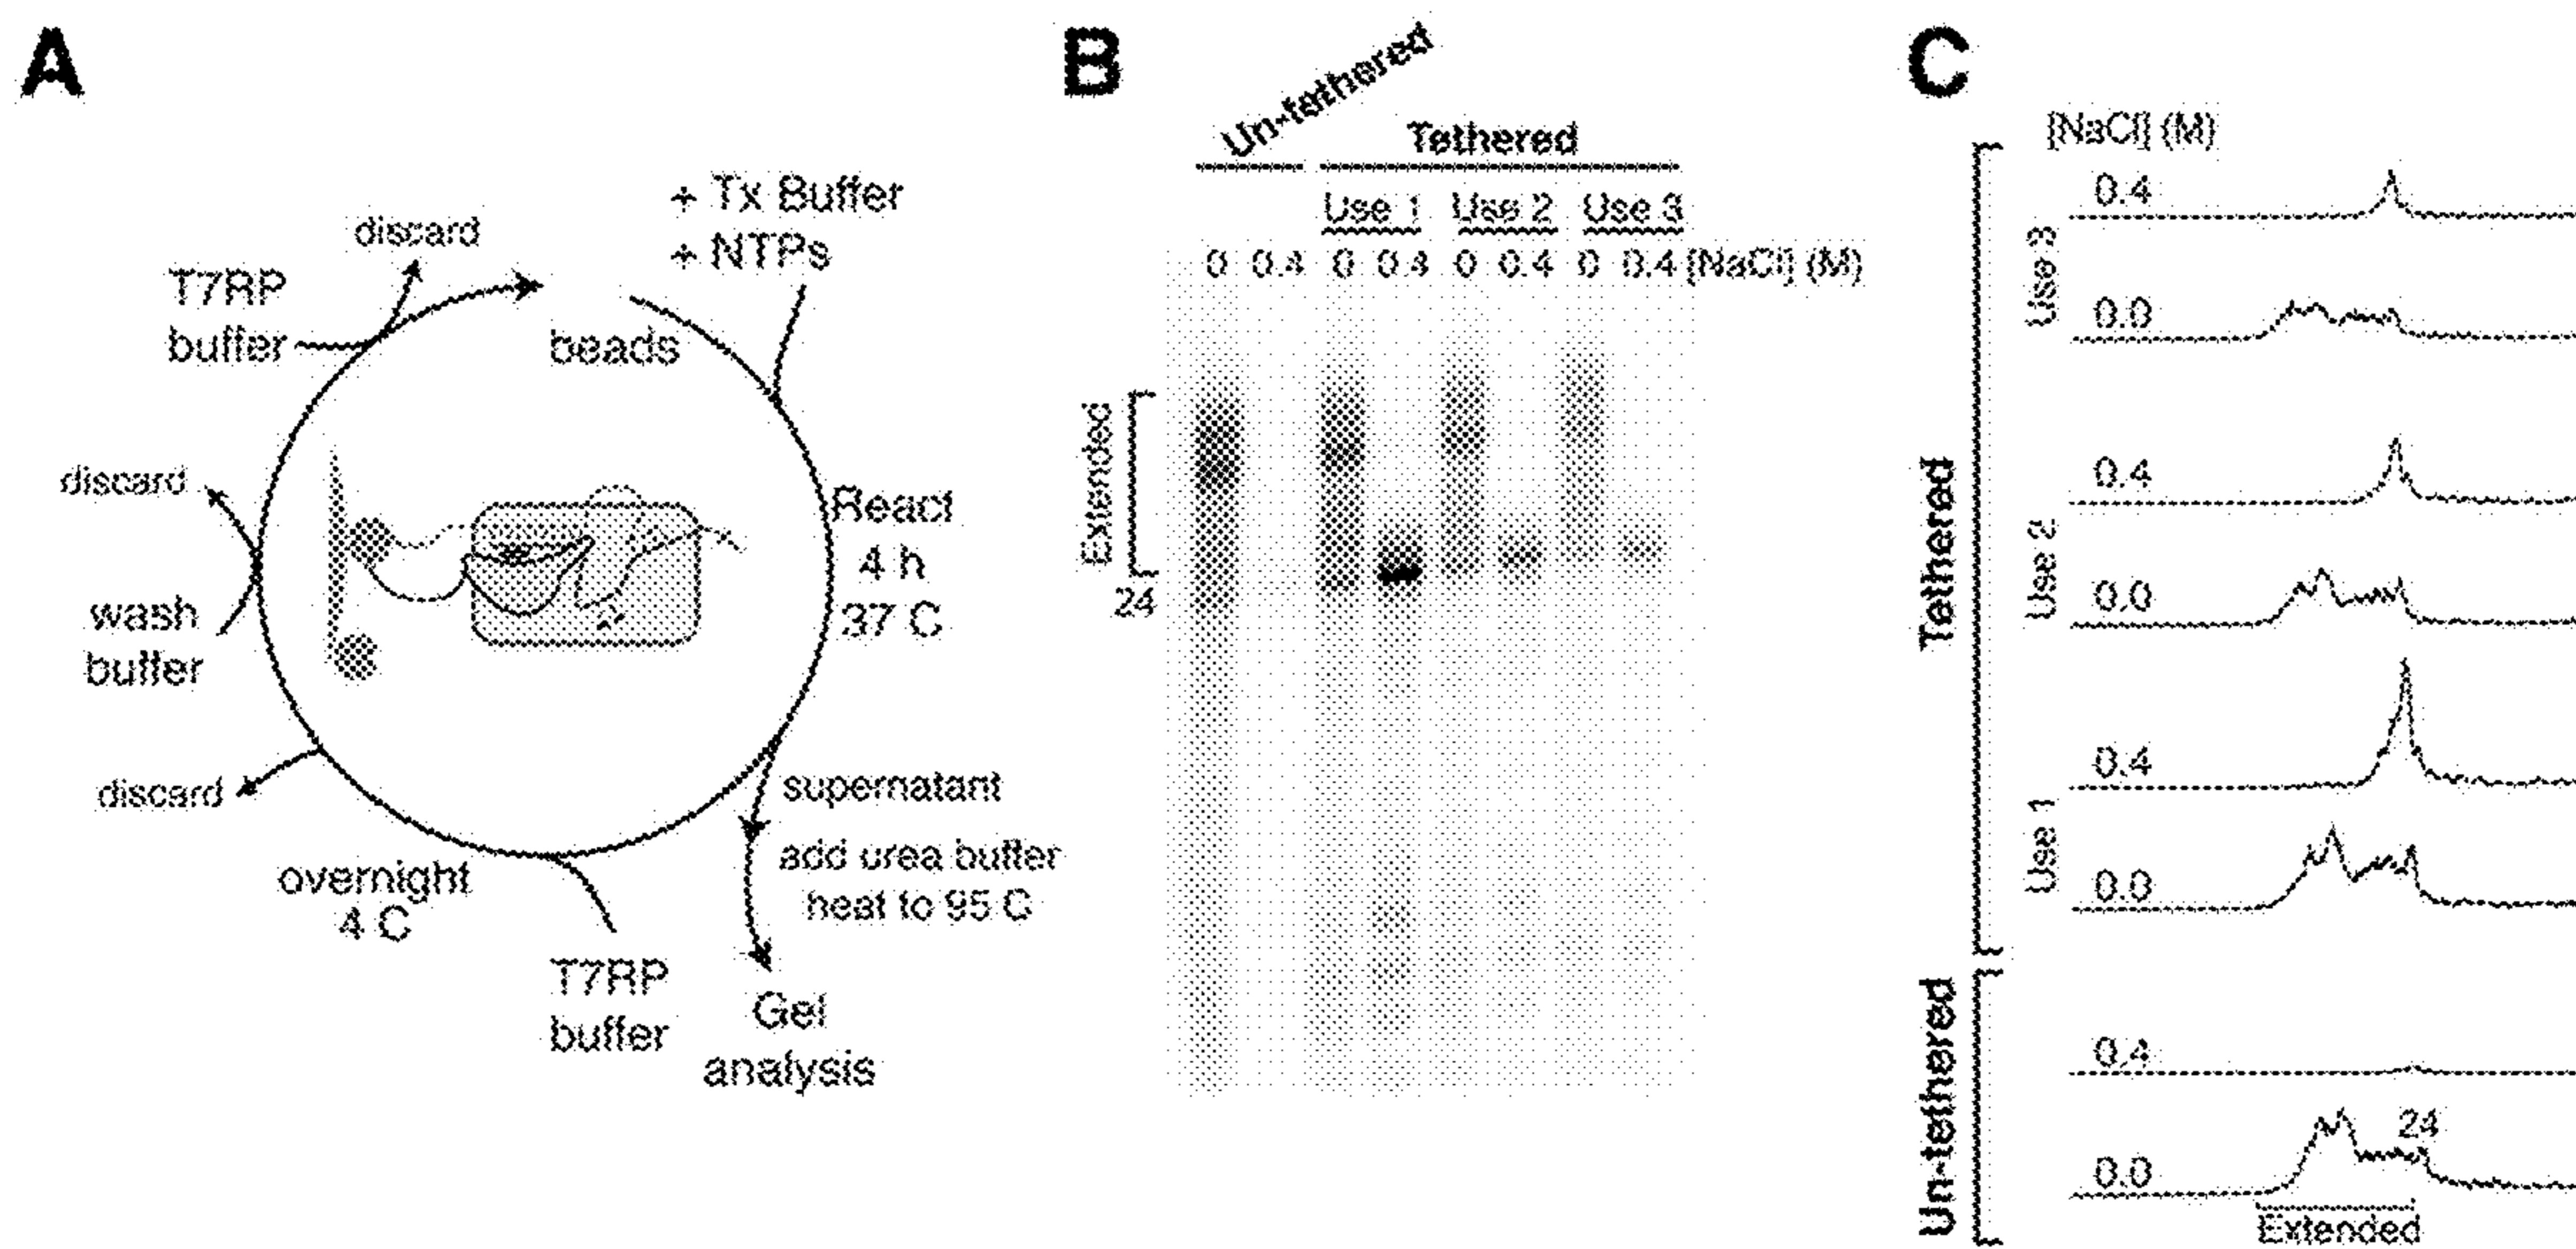 A
+ Tx Buffer
+ NTPs
discard
T7RP
buffer
beads
discard
React
4 h
37 C
wash
buffer
supernatant
discard
add urea buffer
heat to 95 C
overnight
4 C
T7RP
buffer
Gel
analysis
B
Un-tethered
Tethered
Use 1 Use 2 Use 3
0 0.4 0 0.4 0 0.4 0 0.4 [NaCl] (M)
Extended
24
C
[NaCl] (M)
Tethered
Use 3
0.4
0.0
Use 2
0.4
0.0
Use 1
0.4
0.0
Un-tethered
0.4
24
0.0
Extended